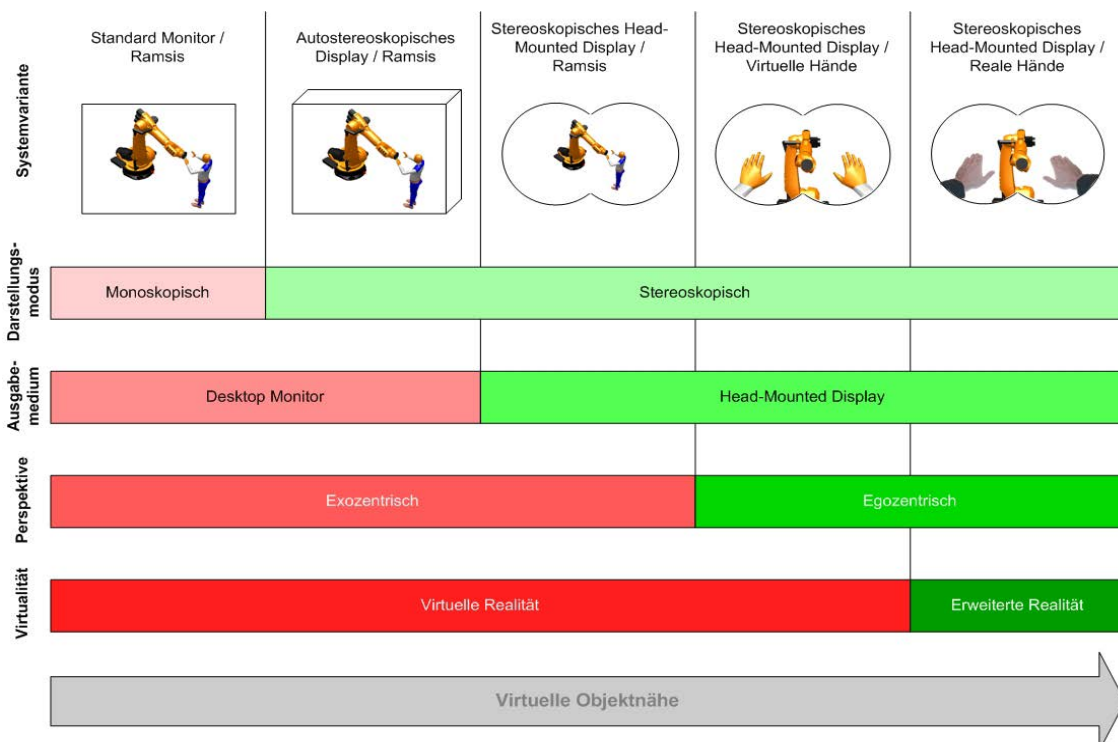 Systemvariante
Standard Monitor /
Ramsis
Autostereoskopisches
Display / Ramsis
Stereoskopisches Head-
Mounted Display /
Ramsis
Stereoskopisches
Head-Mounted Display /
Virtuelle Hände
Stereoskopisches
Head-Mounted Display /
Reale Hände
Darstellungs-
modus
Monoskopisch
Stereoskopisch
Ausgabe-
medium
Desktop Monitor
Head-Mounted Display
Perspektive
Exozentrisch
Egozentrisch
Virtualität
Virtuelle Realität
Erweiterte Realität
Virtuelle Objektnähe